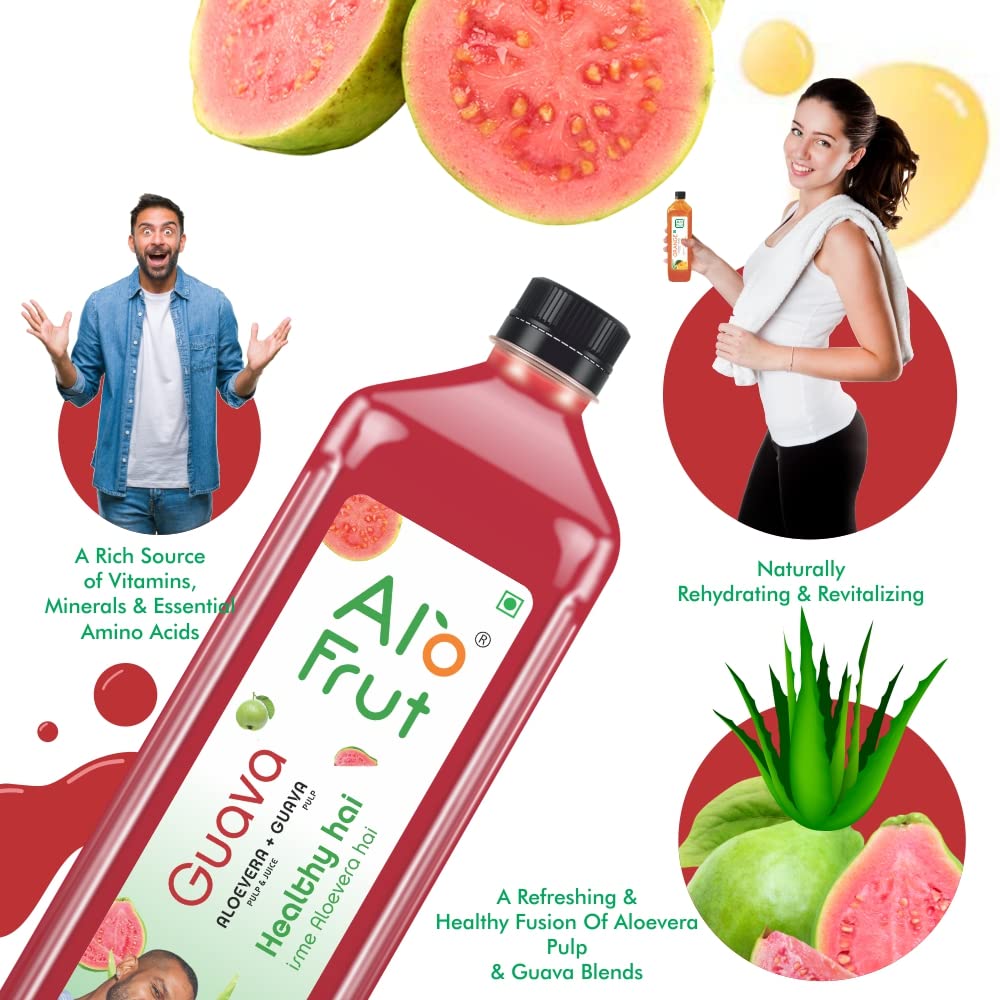 ORANGE
A Rich Source
of Vitamins,
Minerals & Essential
Amino Acids
Naturally
Rehydrating & Revitalizing
Alo
Frut
®
Guava
ALOEVERA + GUAVA
PULP & JUICE
PULP
Healthy hai
isme Aloevera hai
A Refreshing &
Healthy Fusion Of Aloevera
Pulp
& Guava Blends